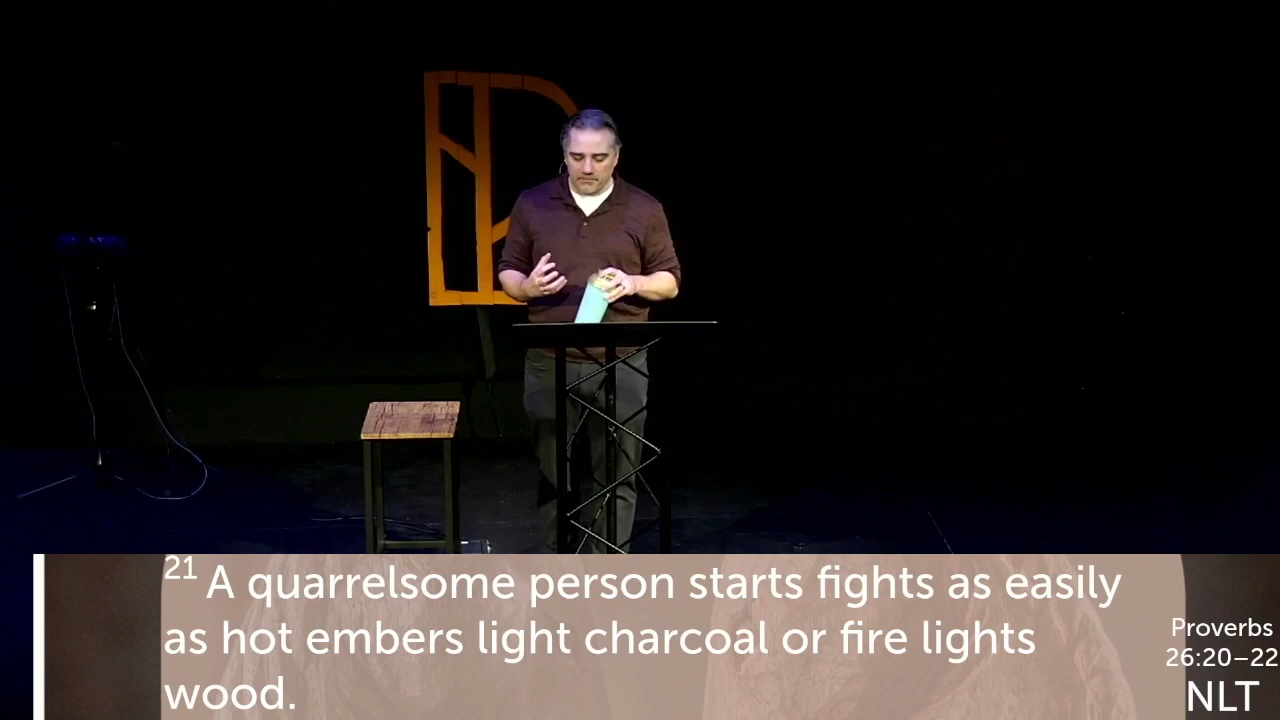 21 A quarrelsome person starts fights as easily
as hot embers light charcoal or fire lights
wood.
Proverbs
26:20–22
NLT